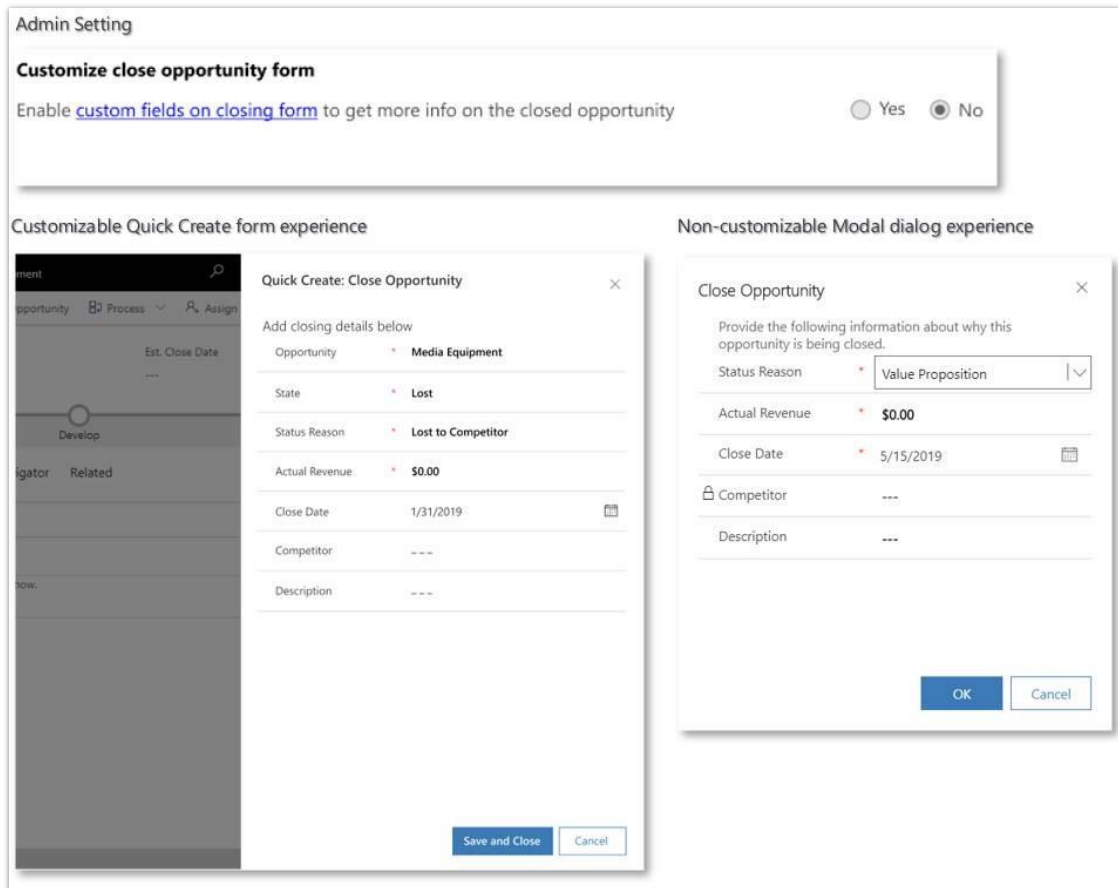 Admin Setting
Customize close opportunity form
Enable custom fields on closing form to get more info on the closed opportunity
Yes
No
Customizable Quick Create form experience
ment
pportunity
Process
Assign
Est. Close Date
---
Develop
igator
Related
now.
Quick Create: Close Opportunity
Add closing details below
Opportunity * Media Equipment
State * Lost
Status Reason * Lost to Competitor
Actual Revenue * $0.00
Close Date 1/31/2019
Competitor ---
Description ---
Save and Close
Cancel
Non-customizable Modal dialog experience
Close Opportunity
Provide the following information about why this
opportunity is being closed.
Status Reason * Value Proposition
Actual Revenue * $0.00
Close Date * 5/15/2019
Competitor ---
Description ---
OK
Cancel